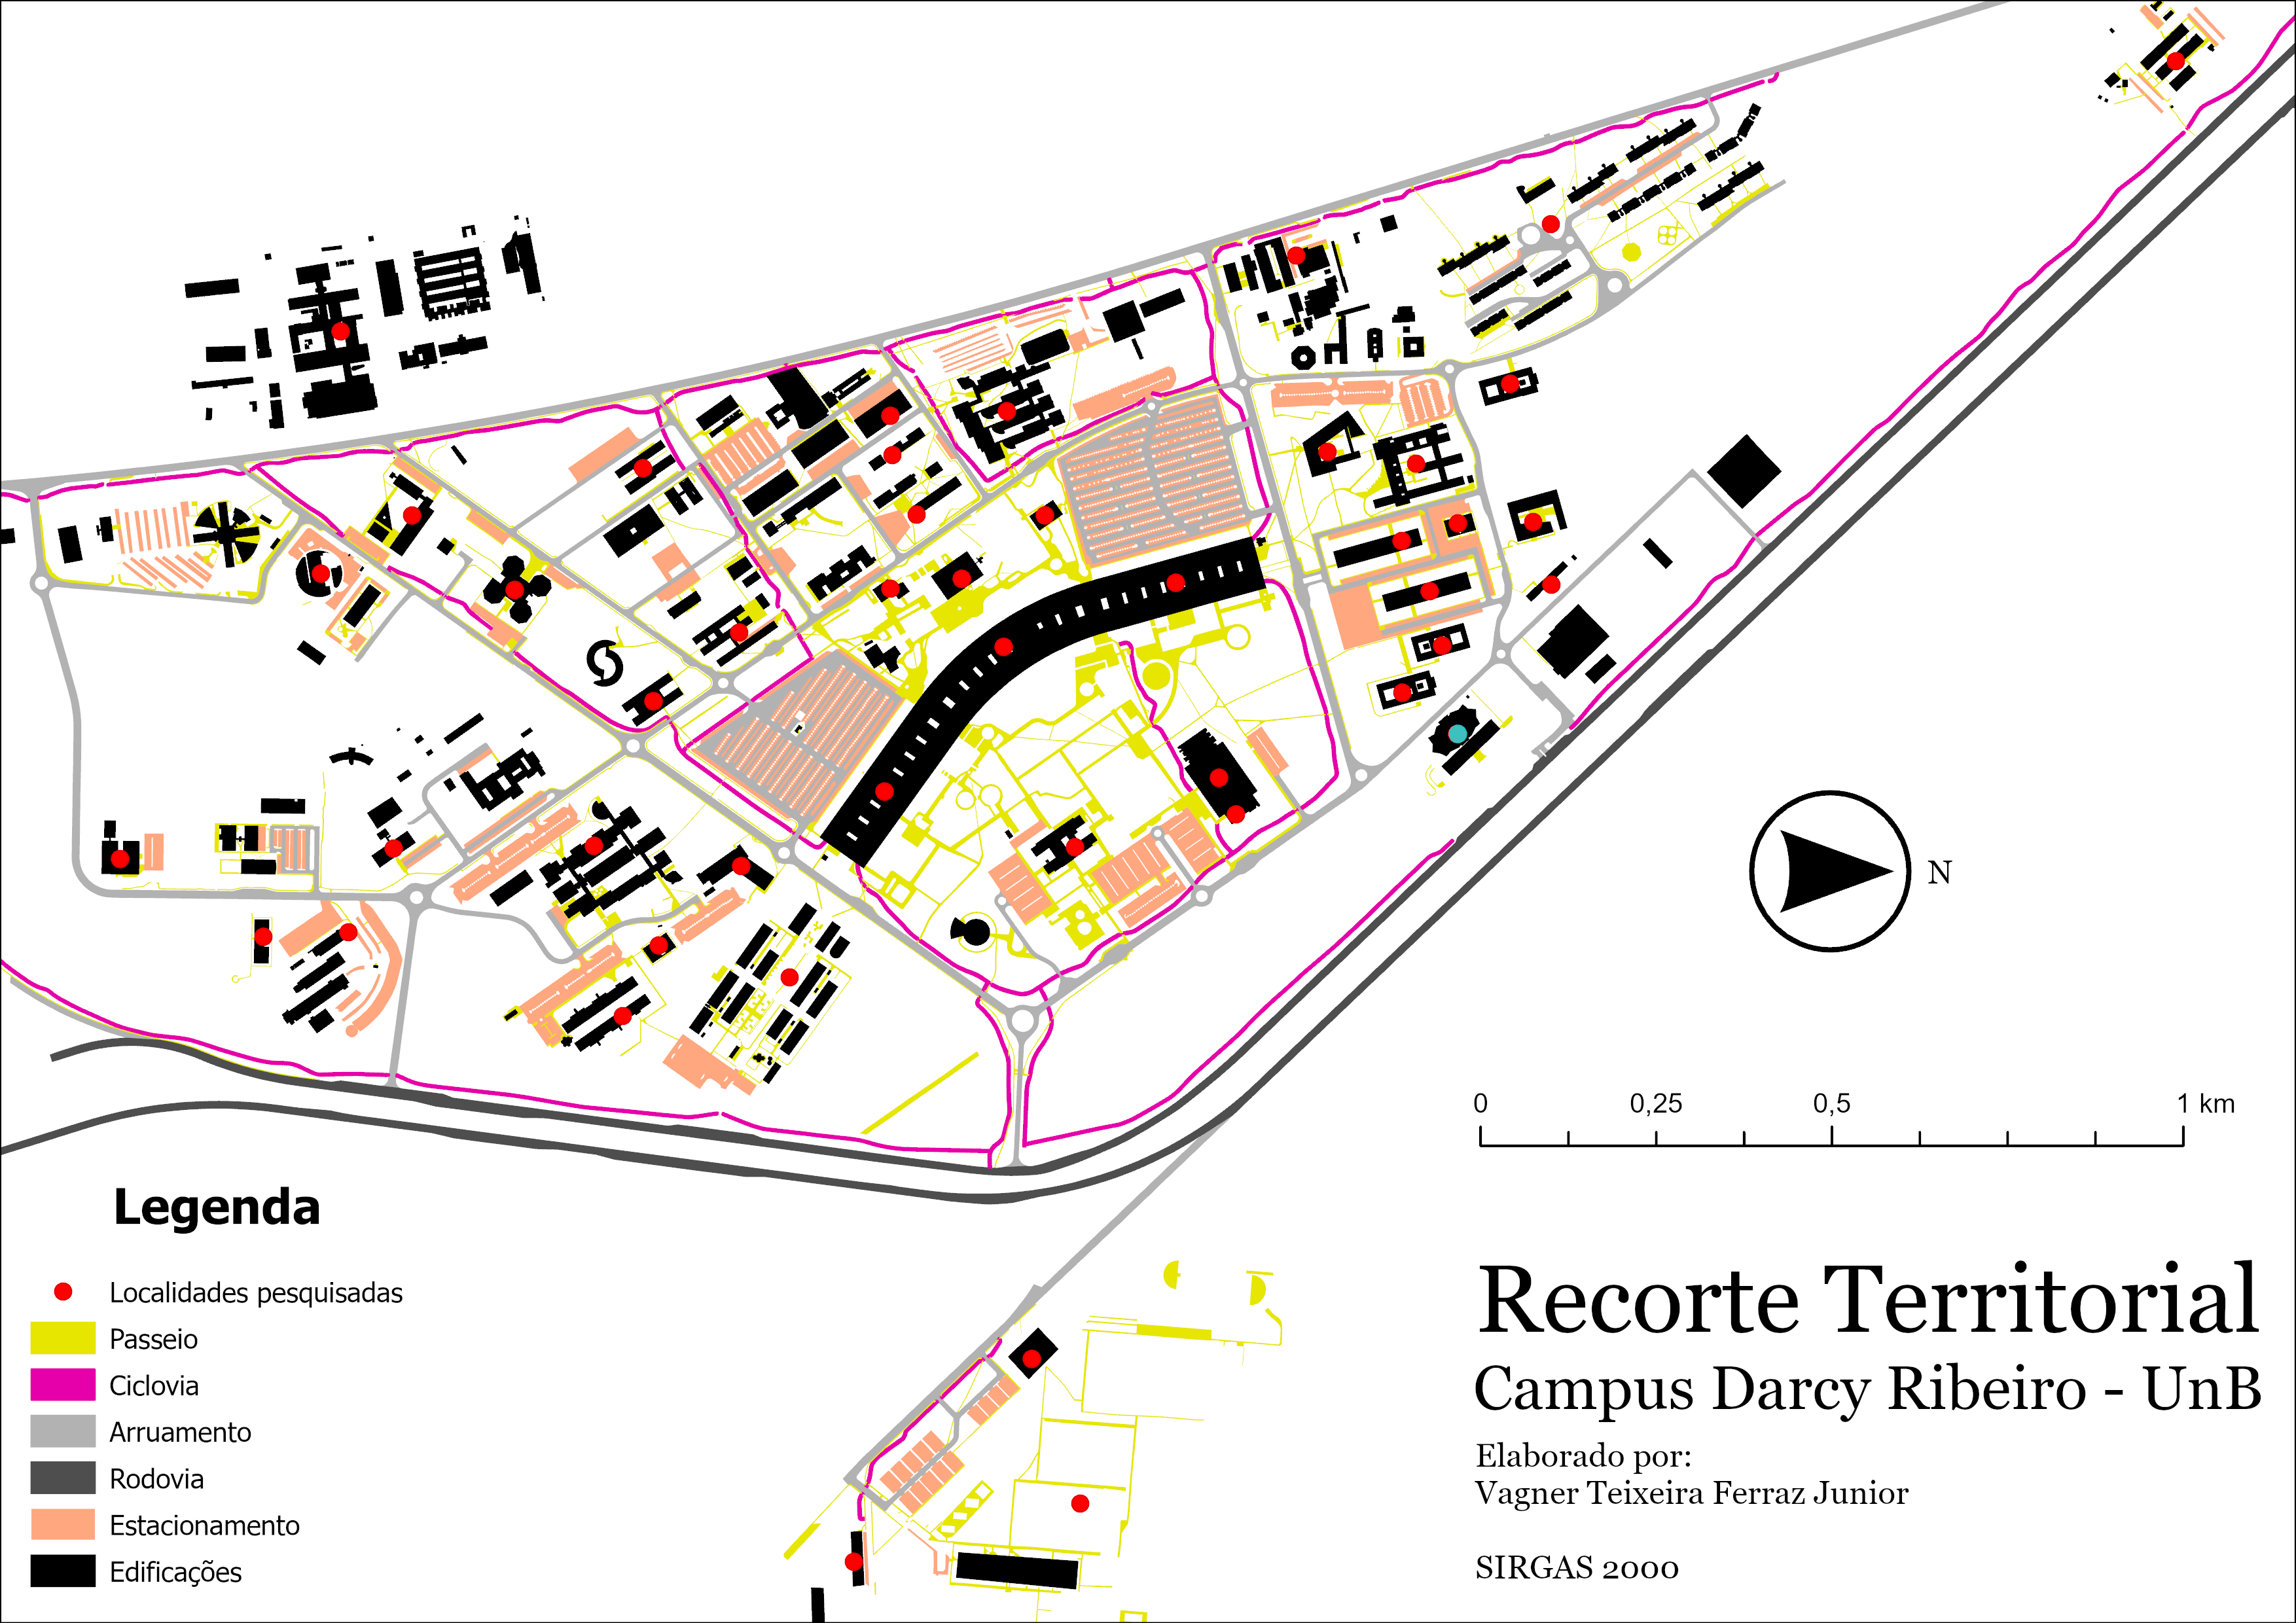 N
0 0,25 0,5 1 km
Legenda
Localidades pesquisadas
Passeio
Ciclovia
Arruamento
Rodovia
Estacionamento
Edificações
Recorte Territorial
Campus Darcy Ribeiro - UnB
Elaborado por:
Vagner Teixeira Ferraz Junior
SIRGAS 2000